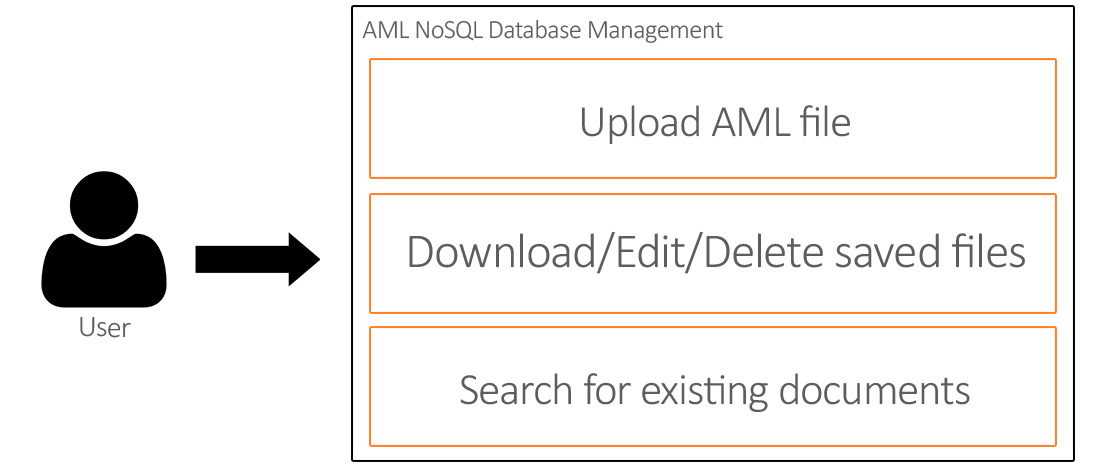 AML NoSQL Database Management
Upload AML file
Download/Edit/Delete saved files
Search for existing documents
User